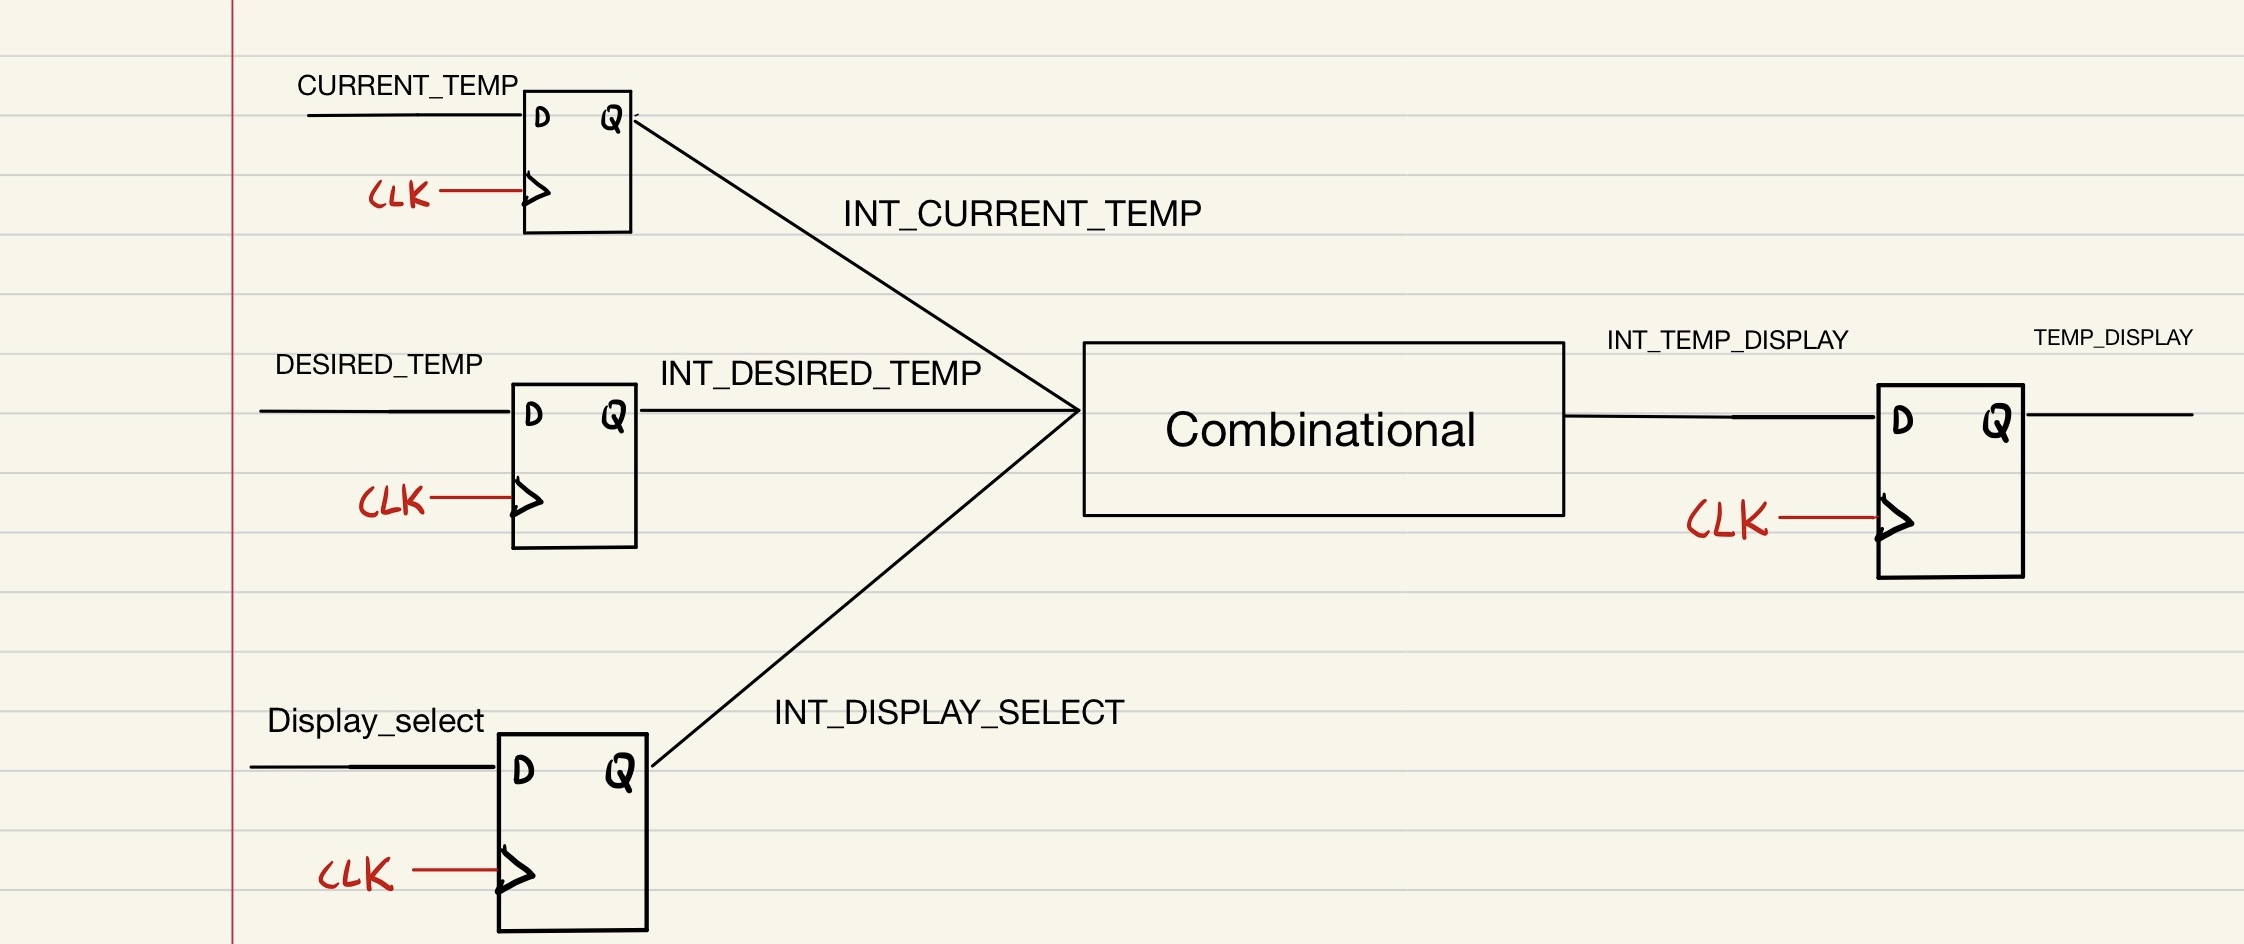 CURRENT_TEMP
D Q
CLK
INT_CURRENT_TEMP
DESIRED_TEMP
INT_DESIRED_TEMP
D Q
CLK
Combinational
INT_TEMP_DISPLAY
TEMP_DISPLAY
D Q
CLK
Display_select
INT_DISPLAY_SELECT
D Q
CLK